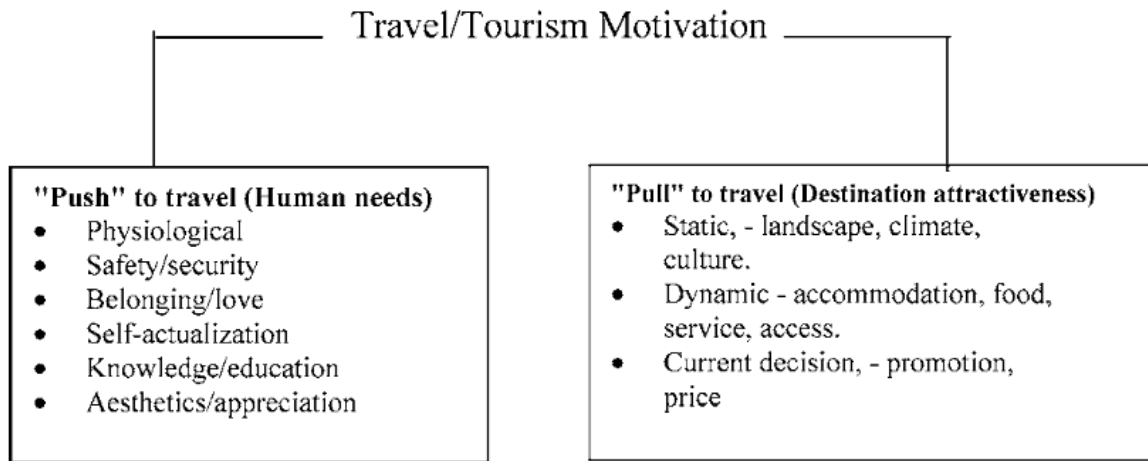 Travel/Tourism Motivation
"Push" to travel (Human needs)
• Physiological
• Safety/security
• Belonging/love
• Self-actualization
• Knowledge/education
• Aesthetics/appreciation
"Pull" to travel (Destination attractiveness)
• Static, - landscape, climate,
culture.
• Dynamic - accommodation, food,
service, access.
• Current decision, - promotion,
price